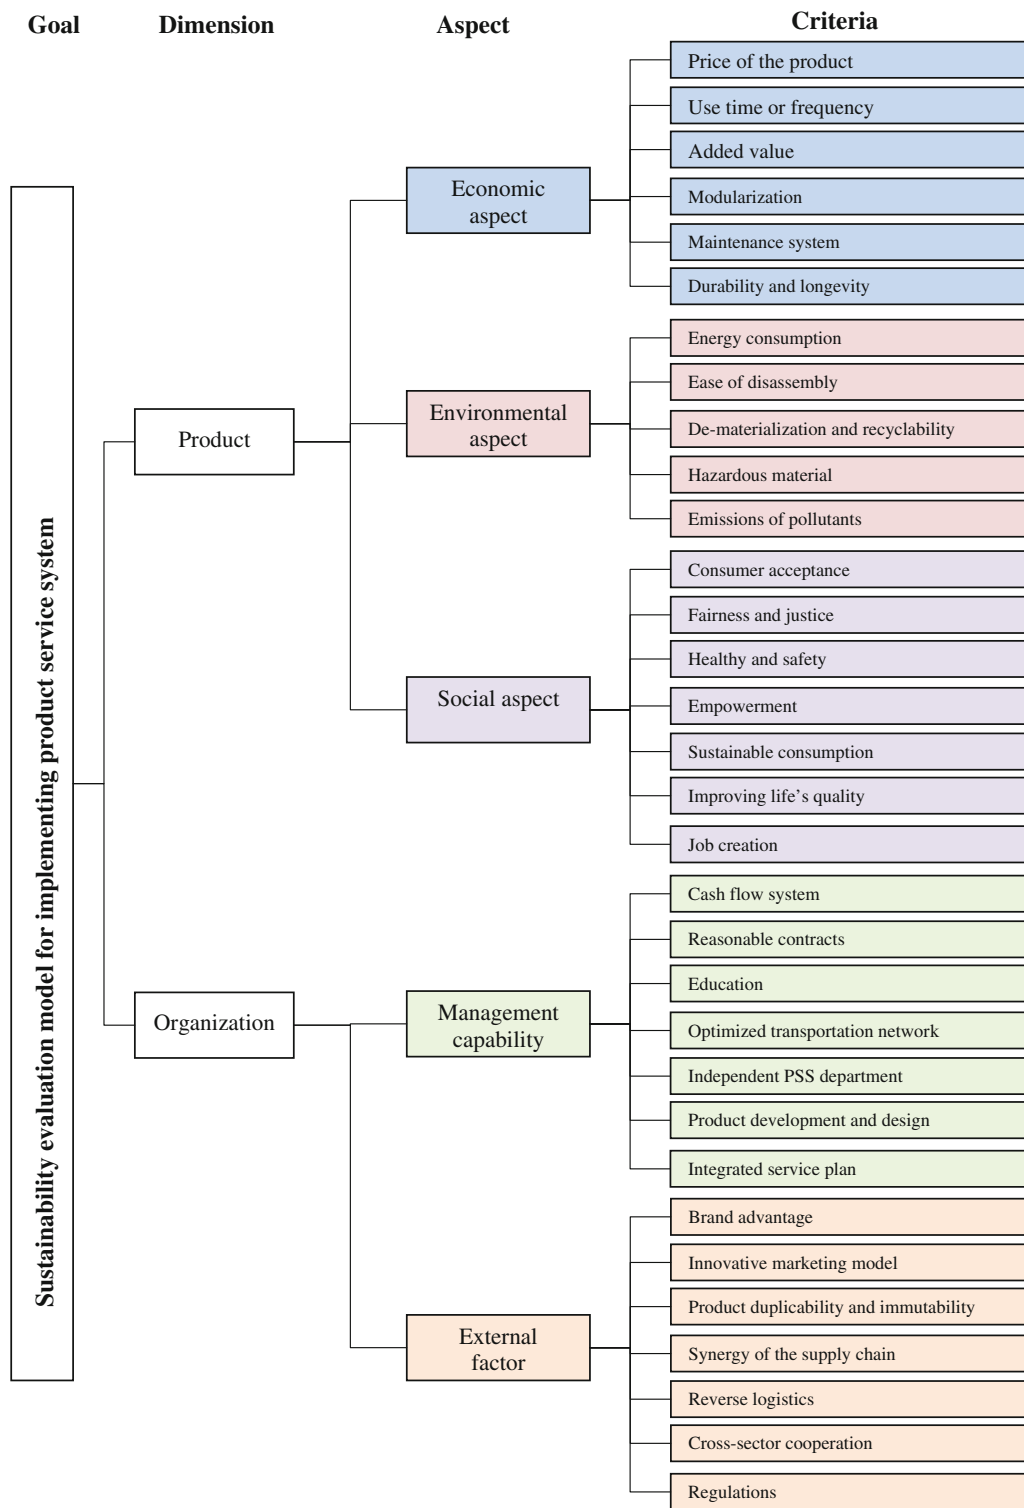 Goal
Dimension
Aspect
Criteria
Sustainability evaluation model for implementing product service system
Product
Economic
aspect
Price of the product
Use time or frequency
Added value
Modularization
Maintenance system
Durability and longevity
Environmental
aspect
Energy consumption
Ease of disassembly
De-materialization and recyclability
Hazardous material
Emissions of pollutants
Social aspect
Consumer acceptance
Fairness and justice
Healthy and safety
Empowerment
Sustainable consumption
Improving life's quality
Job creation
Organization
Management
capability
Cash flow system
Reasonable contracts
Education
Optimized transportation network
Independent PSS department
Product development and design
Integrated service plan
External
factor
Brand advantage
Innovative marketing model
Product duplicability and immutability
Synergy of the supply chain
Reverse logistics
Cross-sector cooperation
Regulations